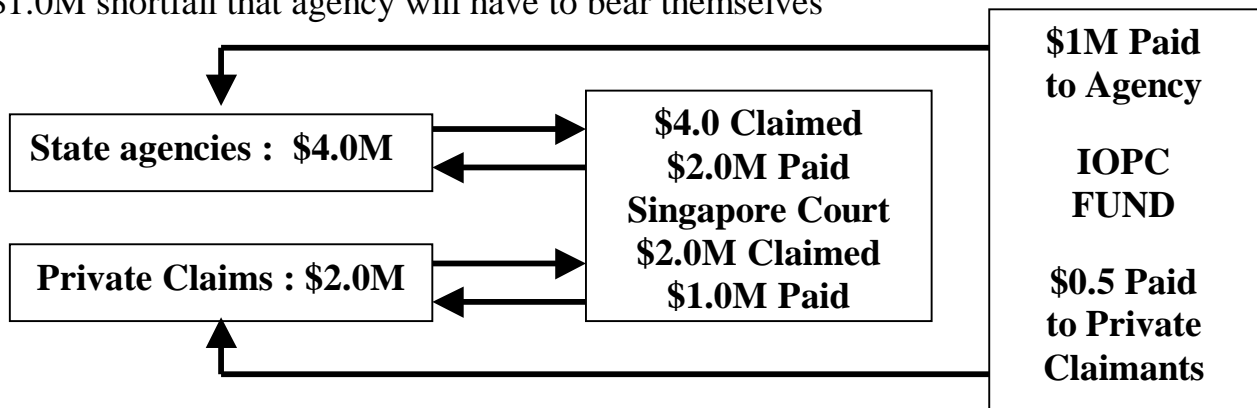 $1.0M shortfall that agency will have to bear themselves
State agencies : $4.0M
Private Claims : $2.0M
$4.0 Claimed
$2.0M Paid
Singapore Court
$2.0M Claimed
$1.0M Paid
$1M Paid
to Agency
IOPC
FUND
$0.5 Paid
to Private
Claimants